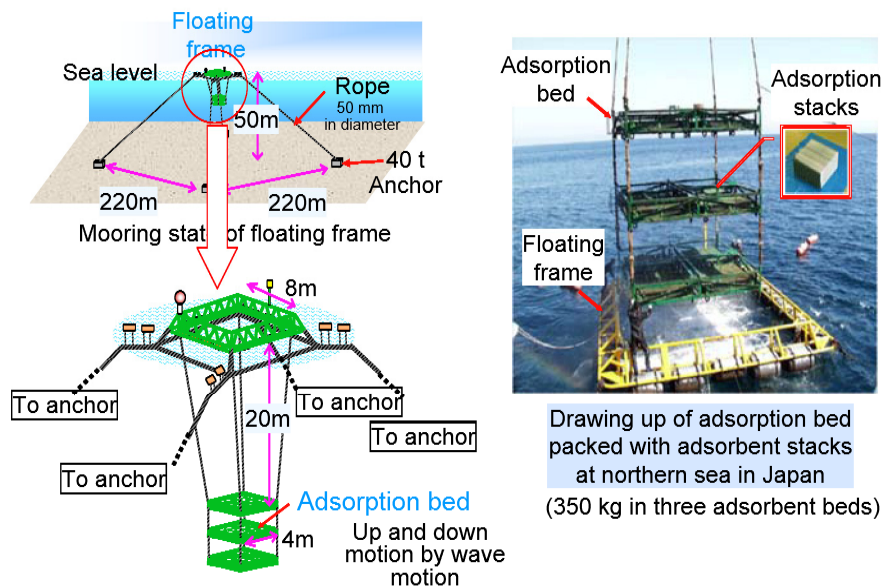 Floating
frame
Sea level
Rope
50 mm
in diameter
50m
40 t
Anchor
220m
220m
Mooring state of floating frame
8m
20m
To anchor
To anchor
To anchor
To anchor
Adsorption bed
4m
Up and down
motion by wave
motion
Adsorption
bed
Adsorption
stacks
Floating
frame
Drawing up of adsorption bed
packed with adsorbent stacks
at northern sea in Japan
(350 kg in three adsorbent beds)